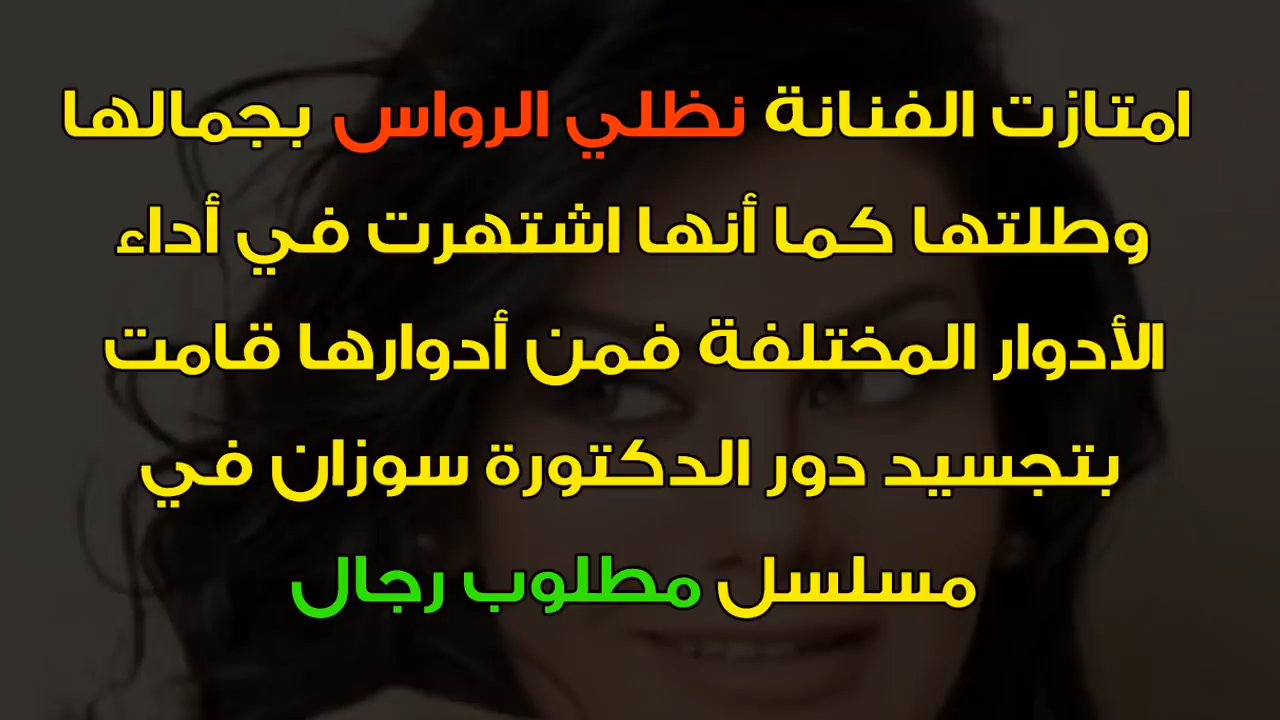 امتازت الفنانة نظلي الرواس بجمالها
وطلتها كما أنها اشتهرت في أداء
الأدوار المختلفة فمن أدوارها قامت
بتجسيد دور الدكتورة سوزان في
مسلسل مطلوب رجال